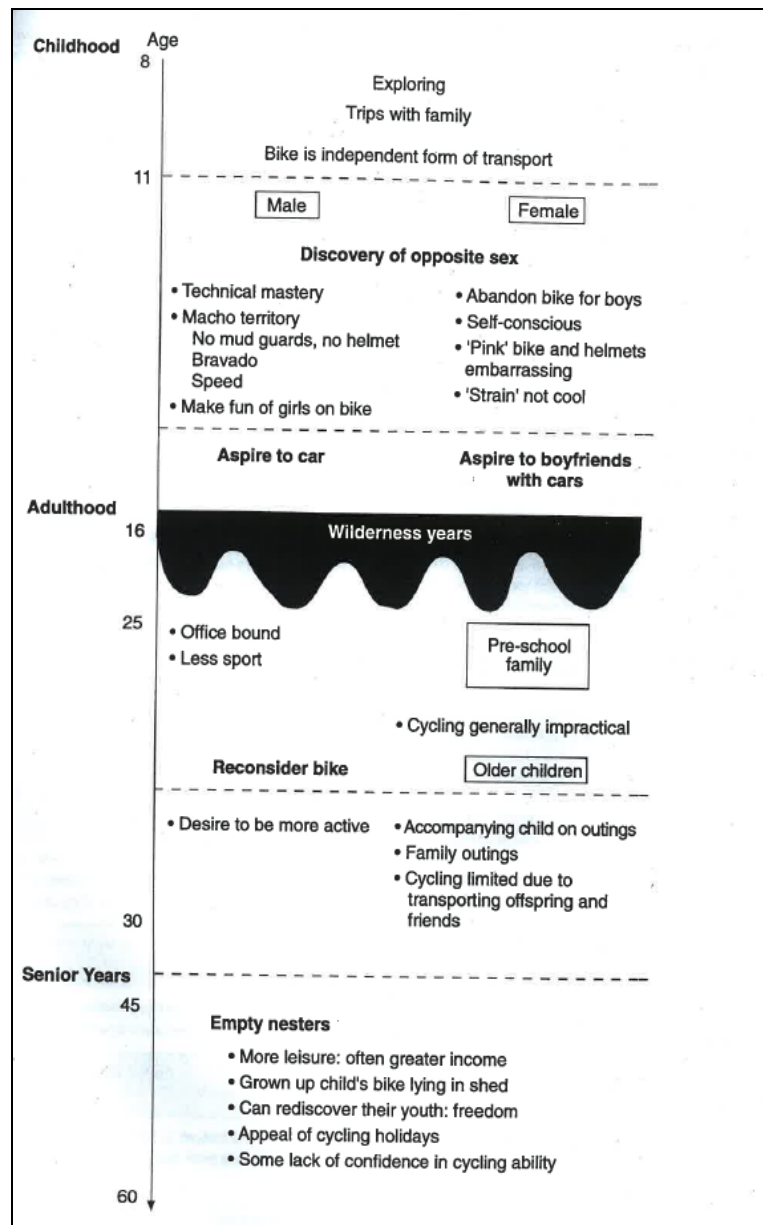 Childhood
Age
8
Exploring
Trips with family
Bike is independent form of transport
11
Male
Female
Discovery of opposite sex
• Technical mastery
• Macho territory
No mud guards, no helmet
Bravado
Speed
• Make fun of girls on bike
• Abandon bike for boys
• Self-conscious
• 'Pink' bike and helmets
embarrassing
• 'Strain' not cool
Aspire to car
Aspire to boyfriends
with cars
Adulthood
16
Wilderness years
25
• Office bound
• Less sport
Pre-school
family
• Cycling generally impractical
Reconsider bike
Older children
• Desire to be more active
• Accompanying child on outings
• Family outings
• Cycling limited due to
transporting offspring and
friends
30
Senior Years
45
Empty nesters
• More leisure: often greater income
• Grown up child's bike lying in shed
• Can rediscover their youth: freedom
• Appeal of cycling holidays
• Some lack of confidence in cycling ability
60